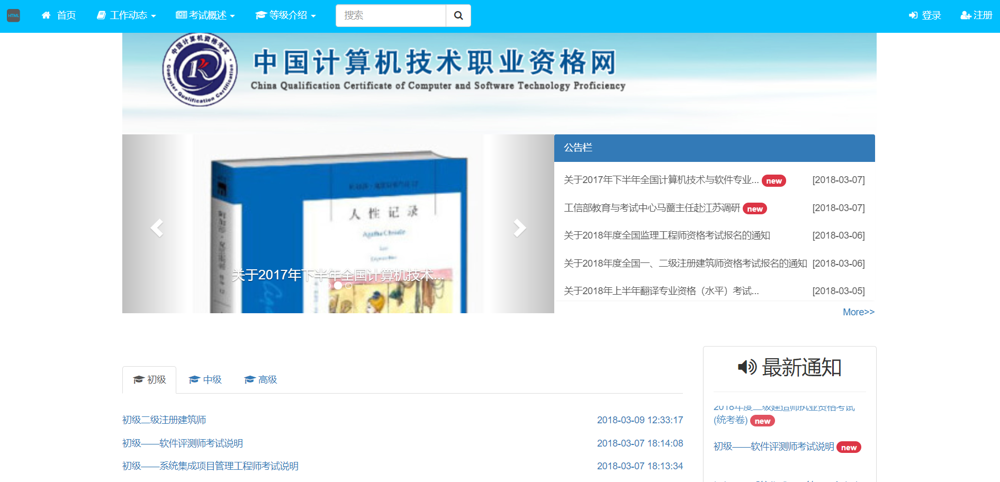 HTML
首页
工作动态
考试概述
等级介绍
搜索
登录
注册
中国计算机资格考试
Computer Qualification Certification
中国计算机技术职业资格网
China Qualification Certificate of Computer and Software Technology Proficiency
人性记录
Agatha Christie
关于2017年下半年全国计算机技术...
公告栏
关于2017年下半年全国计算机技术与软件专业... new [2018-03-07]
工信部教育与考试中心马蔷主任赴江苏调研 new [2018-03-07]
关于2018年度全国监理工程师资格考试报名的通知 [2018-03-06]
关于2018年度全国一、二级注册建筑师资格考试报名的通知 [2018-03-06]
关于2018年上半年翻译专业资格（水平）考试... [2018-03-05]
More>>
初级
中级
高级
初级二级注册建筑师 2018-03-09 12:33:17
初级——软件评测师考试说明 2018-03-07 18:14:08
初级——系统集成项目管理工程师考试说明 2018-03-07 18:13:34
最新通知
2018年度二级建造师执业资格考试
(统考卷) new
初级——软件评测师考试说明 new